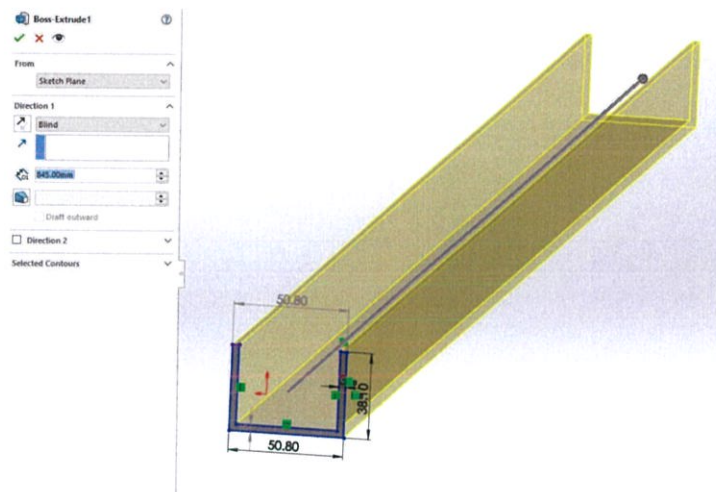 Boss-Extrude1
From
Sketch Plane
Direction 1
Blind
845.00mm
Draft outward
Direction 2
Selected Contours
50.80
38.10
50.80